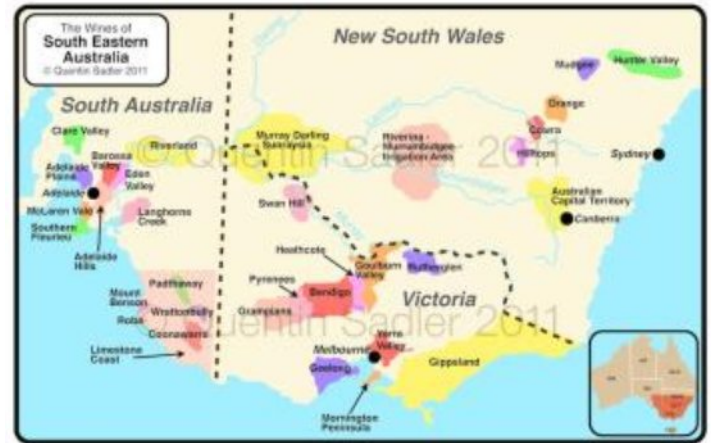 The Wines of
South Eastern
Australia
© Quentin Sadler 2011
New South Wales
South Australia
Victoria
Mudgee
Hunter Valley
Orange
Cowra
Hilltops
Sydney
Clare Valley
Riverland
Murray Darling
Sunraysia
Riverina -
Murrumbidgee
Irrigation Area
© Quentin Sadler 2011
Adelaide
Plains
Barossa
Valley
Eden
Valley
Adelaide
McLaren Vale
Southern
Fleurieu
Langhorne
Creek
Adelaide
Hills
Swan Hill
Australian
Capital Territory
Canberra
Heathcote
Goulburn
Valley
Rutherglen
Pyrenees
Bendigo
Grampians
Padthaway
Mount
Benson
Wrattonbully
Robe
Coonawarra
Limestone
Coast
© Quentin Sadler 2011
Melbourne
Yarra
Valley
Geelong
Gippsland
Mornington
Peninsula